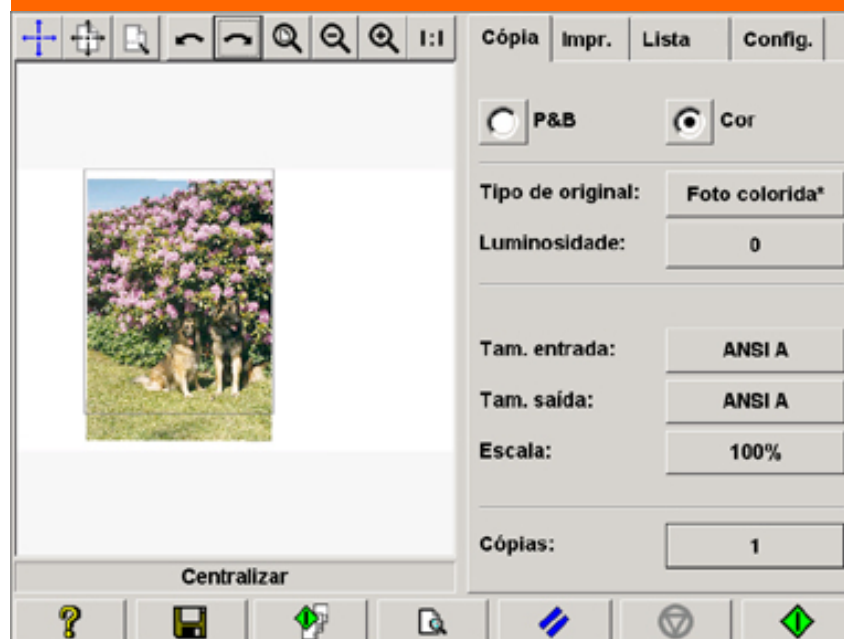 1:1
Cópia Impr. Lista Config.
P&B Cor
Tipo de original: Foto colorida*
Luminosidade: 0
Tam. entrada: ANSI A
Tam. saída: ANSI A
Escala: 100%
Cópias: 1
Centralizar